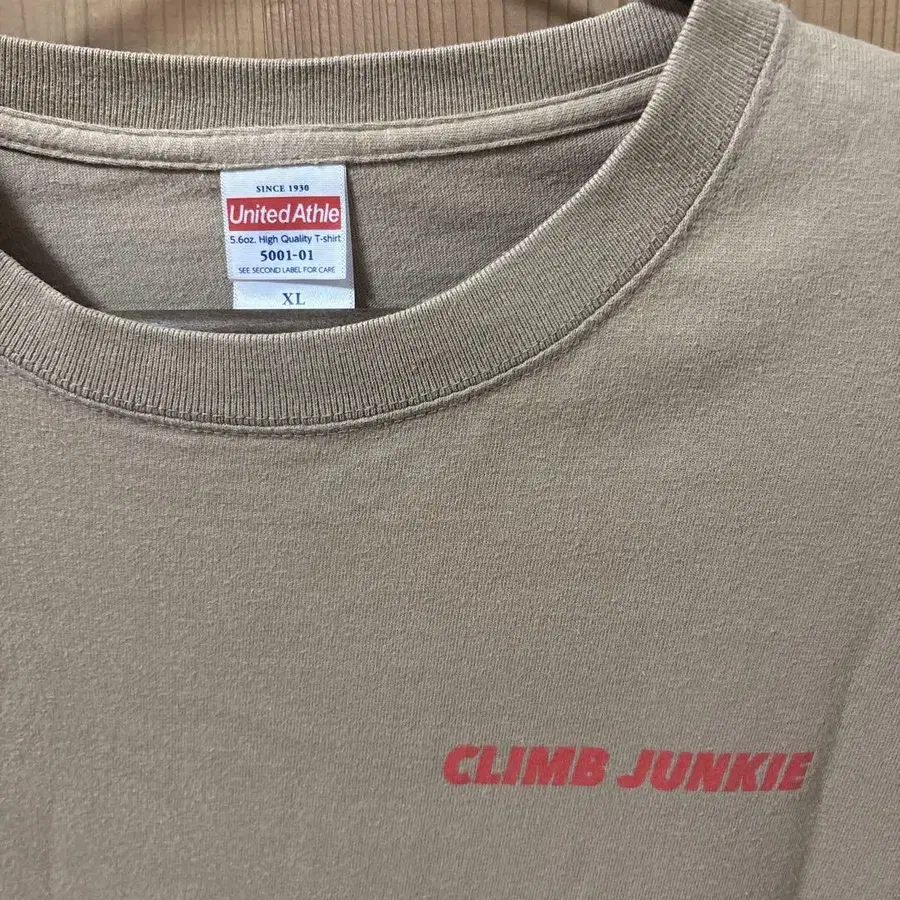 SINCE 1930
United Athle
5.6oz. High Quality T-shirt
5001-01
SEE SECOND LABEL FOR CARE
XL
CLIMB JUNKIE